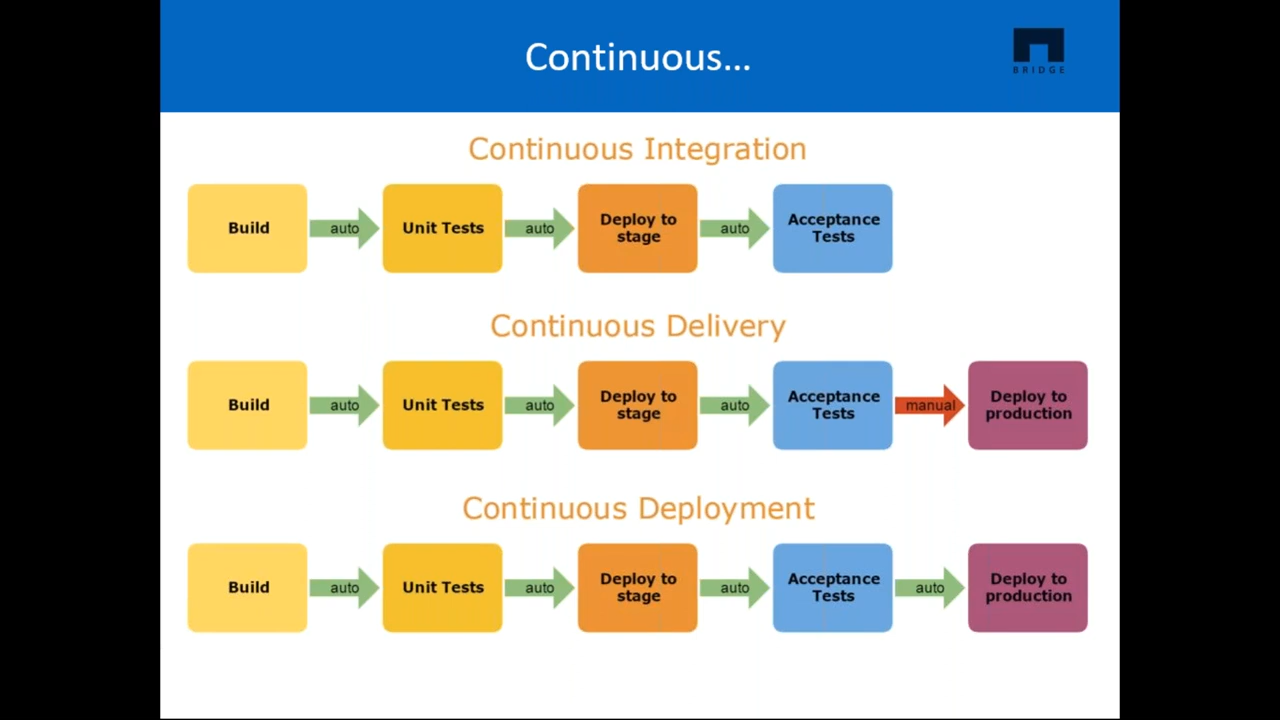 Continuous...
BRIDGE
Continuous Integration
Build
auto
Unit Tests
auto
Deploy to
stage
auto
Acceptance
Tests
Continuous Delivery
Build
auto
Unit Tests
auto
Deploy to
stage
auto
Acceptance
Tests
manual
Deploy to
production
Continuous Deployment
Build
auto
Unit Tests
auto
Deploy to
stage
auto
Acceptance
Tests
auto
Deploy to
production